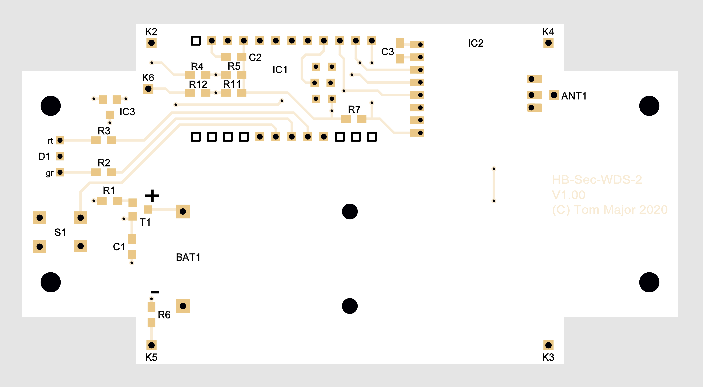 K2
K4
C3
IC2
C2
R4
R5
IC1
K6
R12
R11
ANT1
IC3
R7
R3
rt
D1
R2
gr
HB-Sec-WDS-2
V1.00
(C) Tom Major 2020
R1
+
T1
S1
C1
BAT1
-
R6
K5
K3